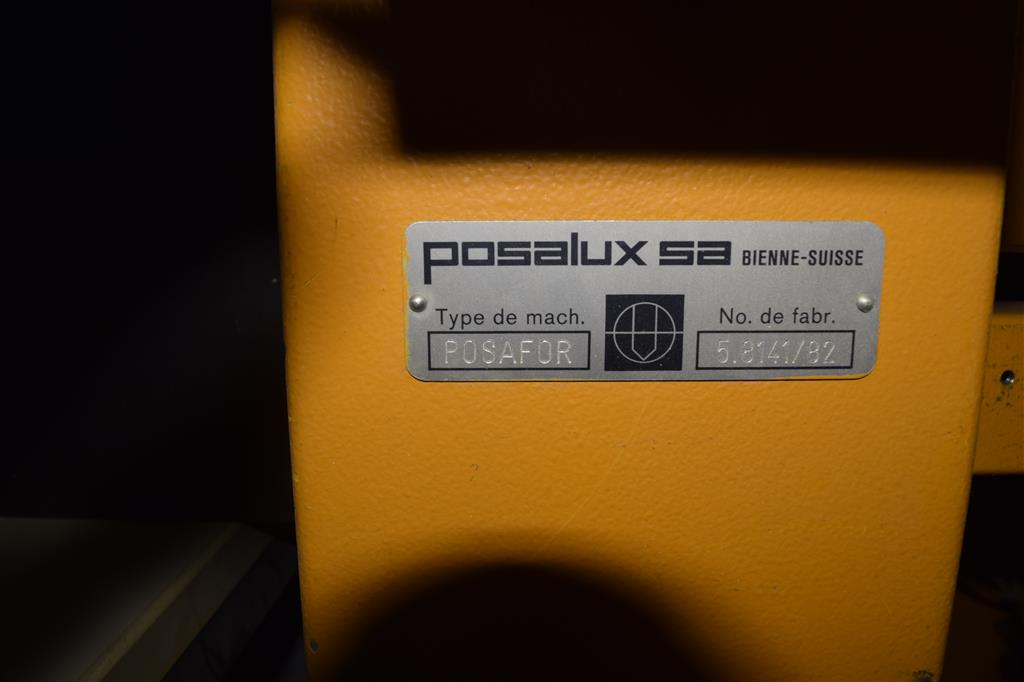 posalux sa BIENNE-SUISSE
Type de mach. No. de fabr.
POSAFOR 5.8141/82